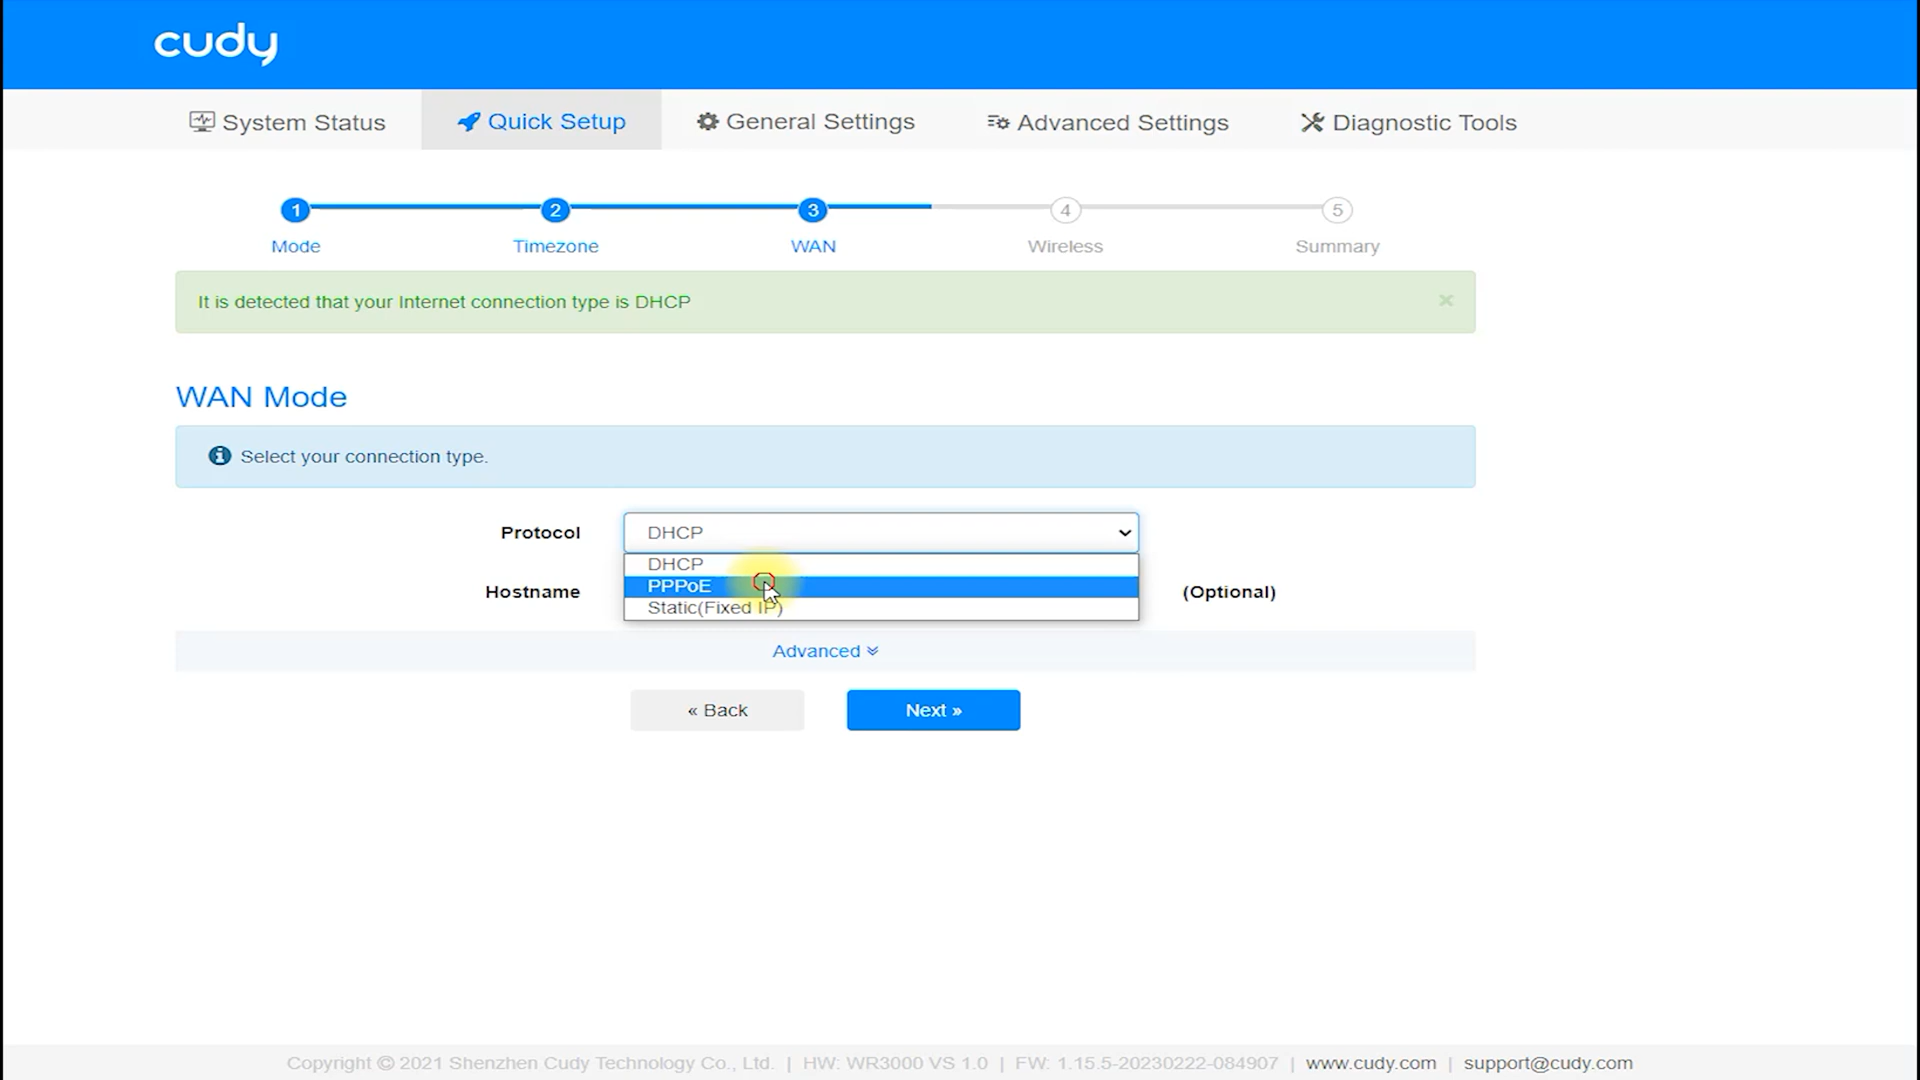 cudy
System Status Quick Setup General Settings Advanced Settings Diagnostic Tools
1 2 3 4 5
Mode Timezone WAN Wireless Summary
It is detected that your Internet connection type is DHCP ×
WAN Mode
Select your connection type.
Protocol DHCP
DHCP
PPPoE
Hostname (Optional)
Static(Fixed IP)
Advanced
« Back Next »
Copyright © 2021 Shenzhen Cudy Technology Co., Ltd. | HW: WR3000 VS 1.0 | FW: 1.15.5-20230222-084907 | www.cudy.com | support@cudy.com